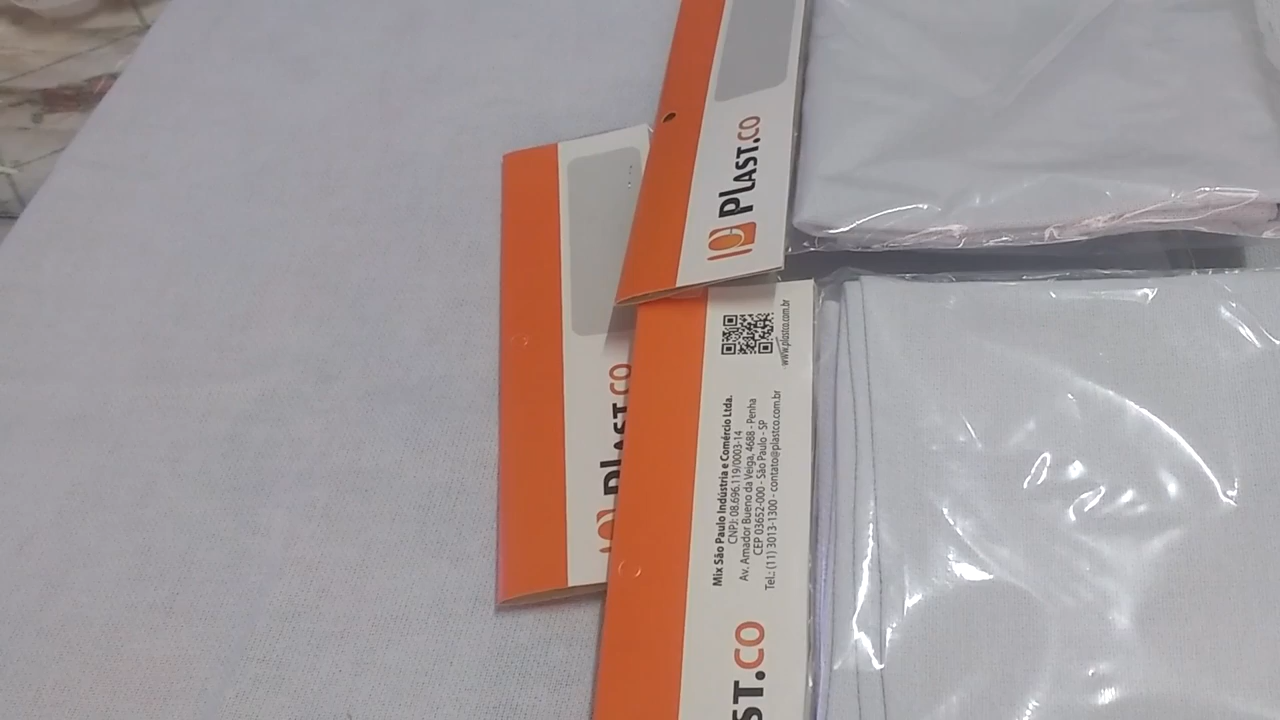 PLAST.CO
PLAST.CO
www.plastco.com.br
Mix São Paulo Indústria e Comércio Ltda.
CNPJ: 08.696.119/0003-14
Av. Amador Bueno da Veiga, 4688 - Penha
CEP 03652-000 - São Paulo - SP
Tel.: (11) 3013-1300 - contato@plastco.com.br
ST.CO